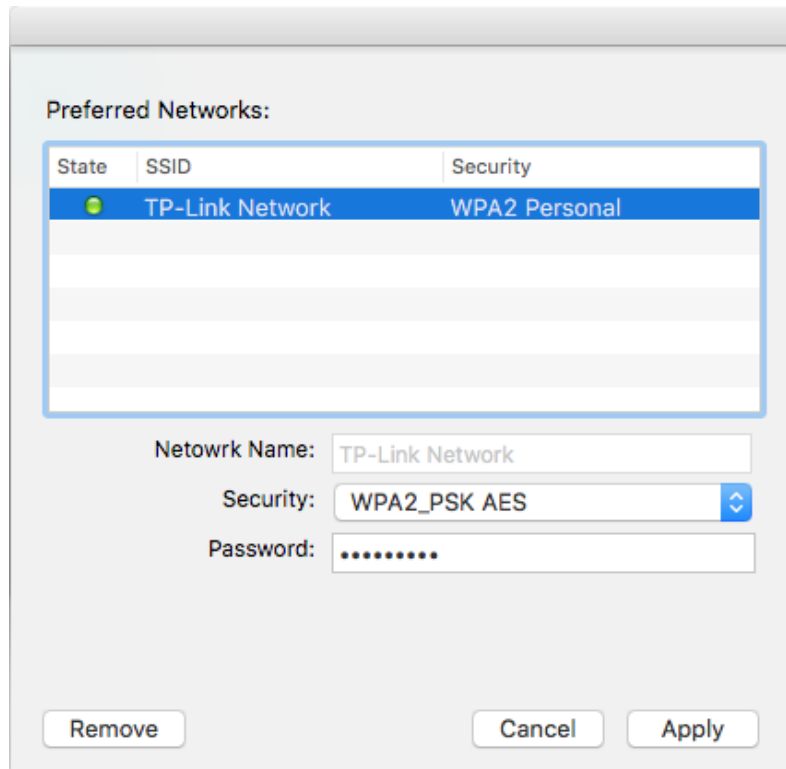 Preferred Networks:
State SSID Security
TP-Link Network WPA2 Personal
Netowrk Name: TP-Link Network
Security: WPA2_PSK AES
Password: •••••••••
Remove Cancel Apply